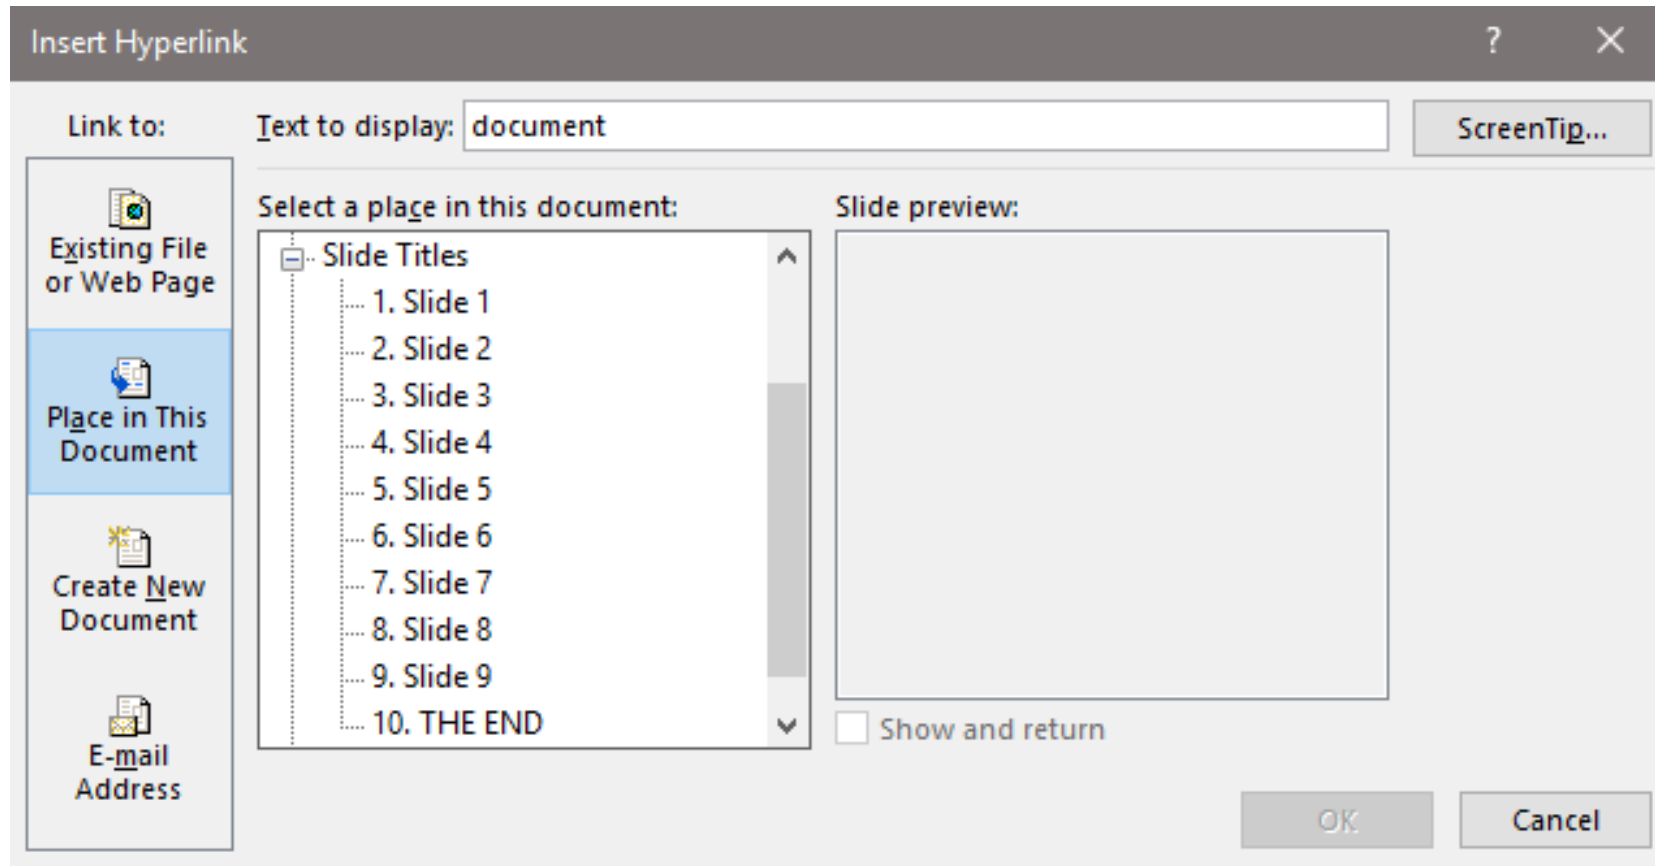 Insert Hyperlink ?
Link to:
Text to display: document
ScreenTip...
Existing File
or Web Page
Place in This
Document
Create New
Document
E-mail
Address
Select a place in this document:
Slide Titles
1. Slide 1
2. Slide 2
3. Slide 3
4. Slide 4
5. Slide 5
6. Slide 6
7. Slide 7
8. Slide 8
9. Slide 9
10. THE END
Slide preview:
Show and return
OK
Cancel